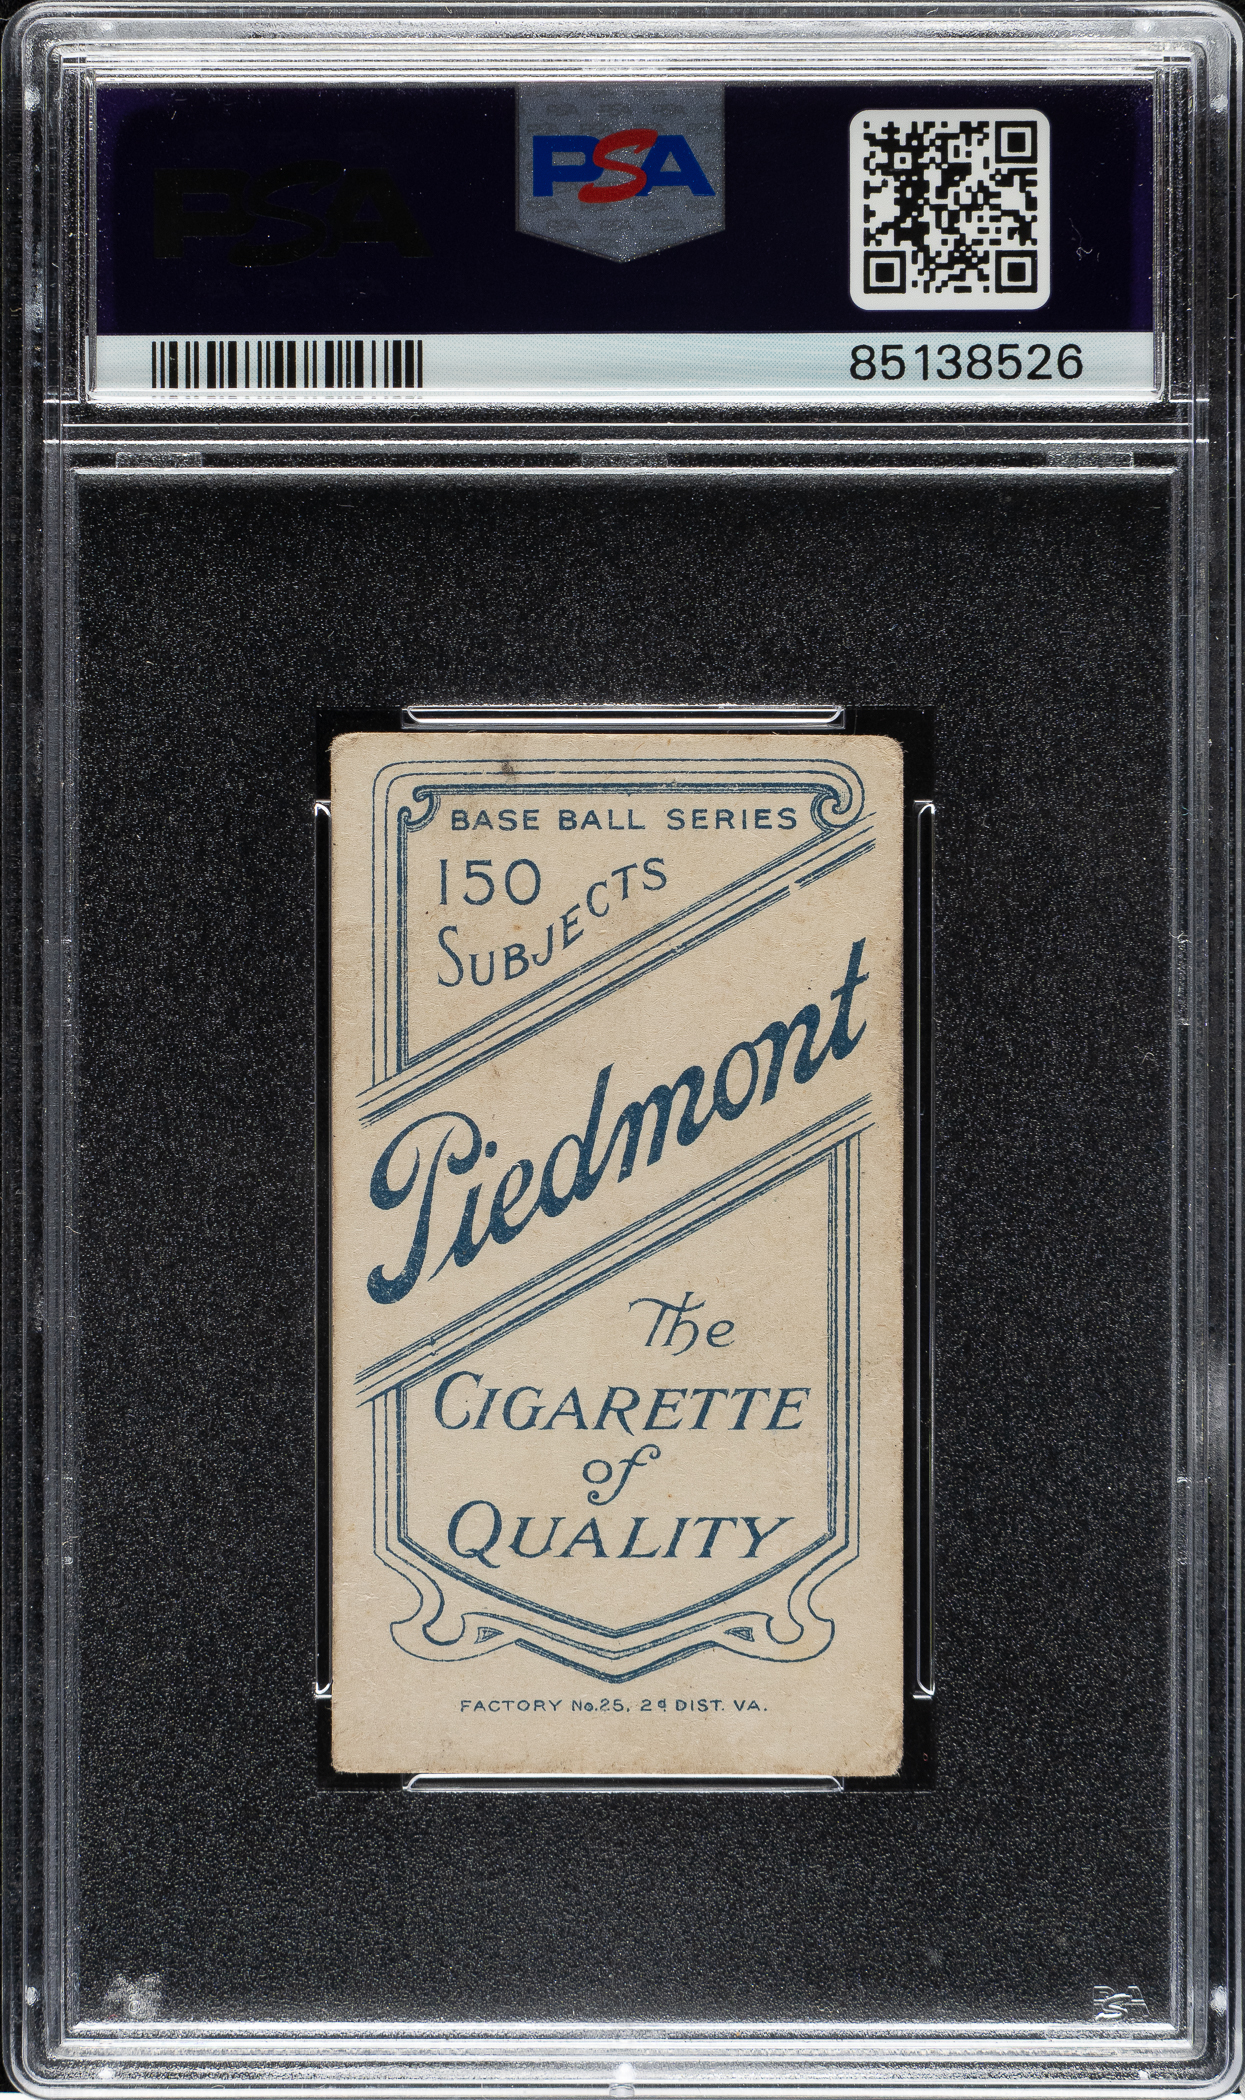 PSA
PSA
85138526
BASE BALL SERIES
150
SUBJECTS
Piedmont
The
CIGARETTE
of
QUALITY
FACTORY No.25, 2d DIST. VA.
PSA